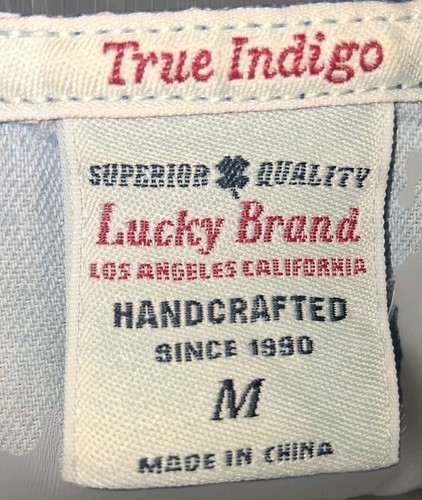 True Indigo
SUPERIOR QUALITY
Lucky Brand
LOS ANGELES CALIFORNIA
HANDCRAFTED
SINCE 1990
M
MADE IN CHINA